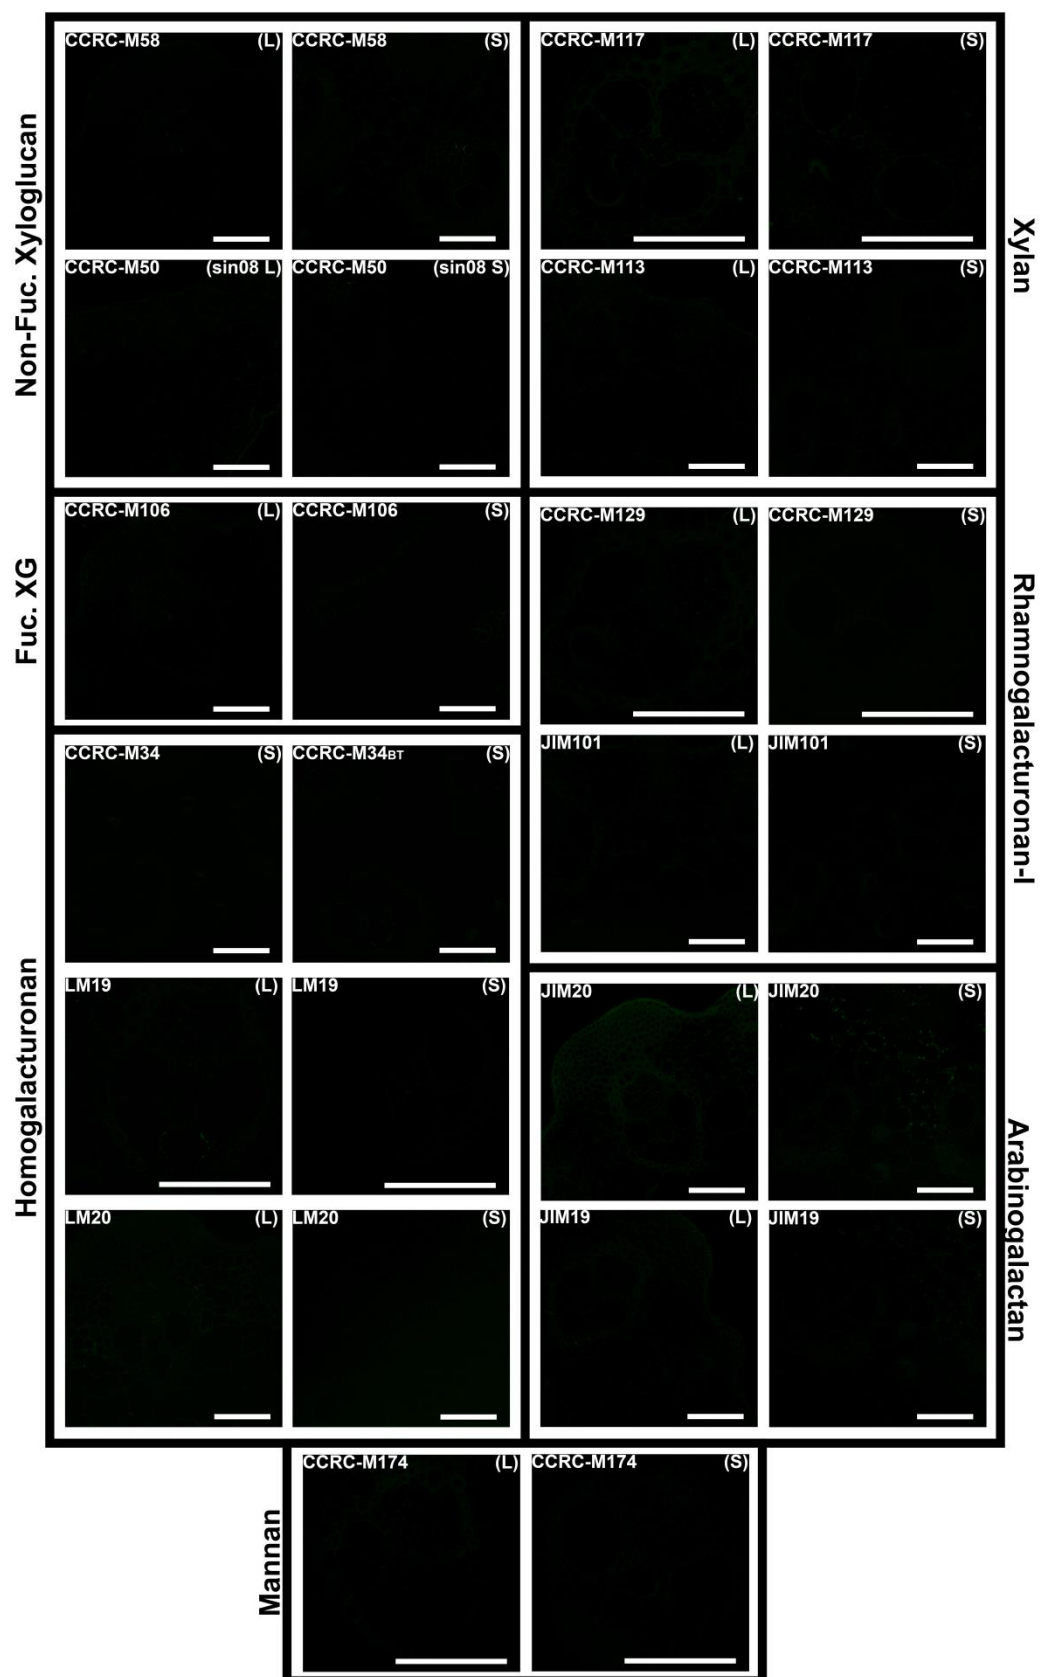 Non-Fuc. Xyloglucan
CCRC-M58 (L)
CCRC-M58 (S)
CCRC-M50 (sin08 L)
CCRC-M50 (sin08 S)
Xylan
CCRC-M117 (L)
CCRC-M117 (S)
CCRC-M113 (L)
CCRC-M113 (S)
Fuc. XG
CCRC-M106 (L)
CCRC-M106 (S)
Rhamnogalacturonan-I
CCRC-M129 (L)
CCRC-M129 (S)
JIM101 (L)
JIM101 (S)
Homogalacturonan
CCRC-M34 (S)
CCRC-M34BT (S)
LM19 (L)
LM19 (S)
LM20 (L)
LM20 (S)
Arabinogalactan
JIM20 (L)
JIM20 (S)
JIM19 (L)
JIM19 (S)
Mannan
CCRC-M174 (L)
CCRC-M174 (S)